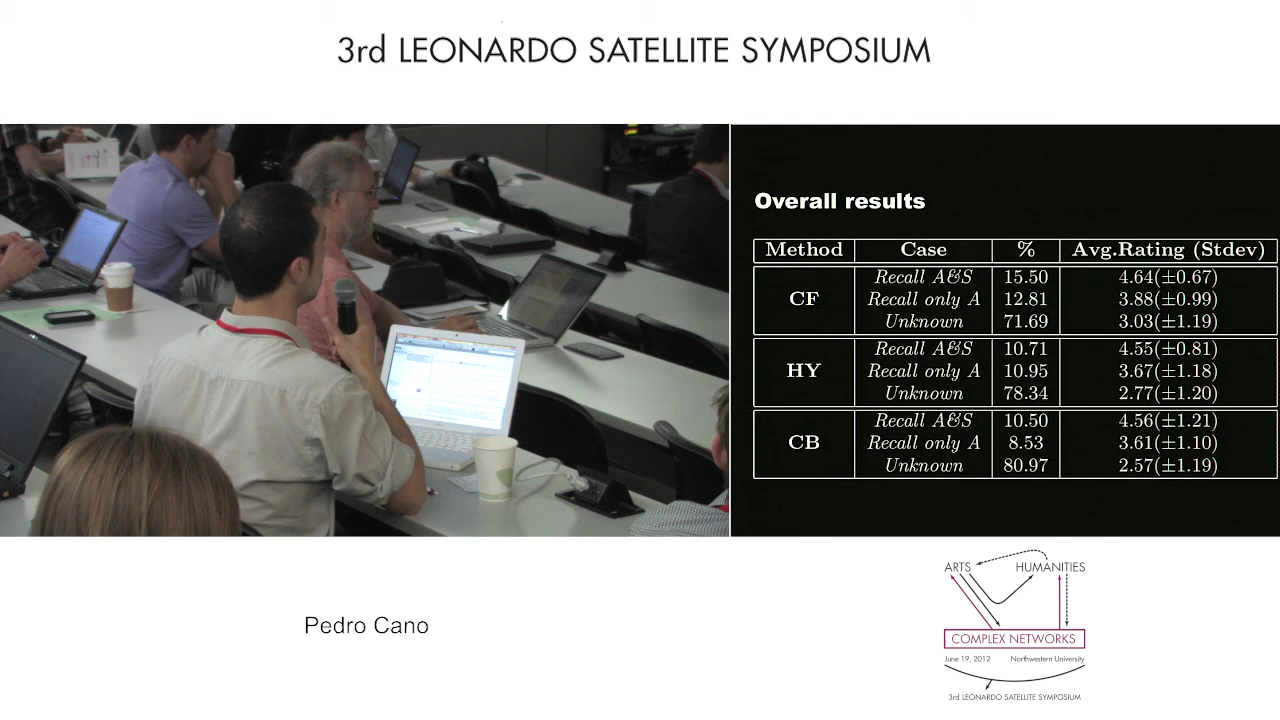 3rd LEONARDO SATELLITE SYMPOSIUM
Overall results
Method Case % Avg.Rating (Stdev)
CF Recall A&S 15.50 4.64(±0.67)
Recall only A 12.81 3.88(±0.99)
Unknown 71.69 3.03(±1.19)
HY Recall A&S 10.71 4.55(±0.81)
Recall only A 10.95 3.67(±1.18)
Unknown 78.34 2.77(±1.20)
CB Recall A&S 10.50 4.56(±1.21)
Recall only A 8.53 3.61(±1.10)
Unknown 80.97 2.57(±1.19)
Pedro Cano
ARTS HUMANITIES
COMPLEX NETWORKS
June 19, 2012 Northwestern University
3rd LEONARDO SATELLITE SYMPOSIUM